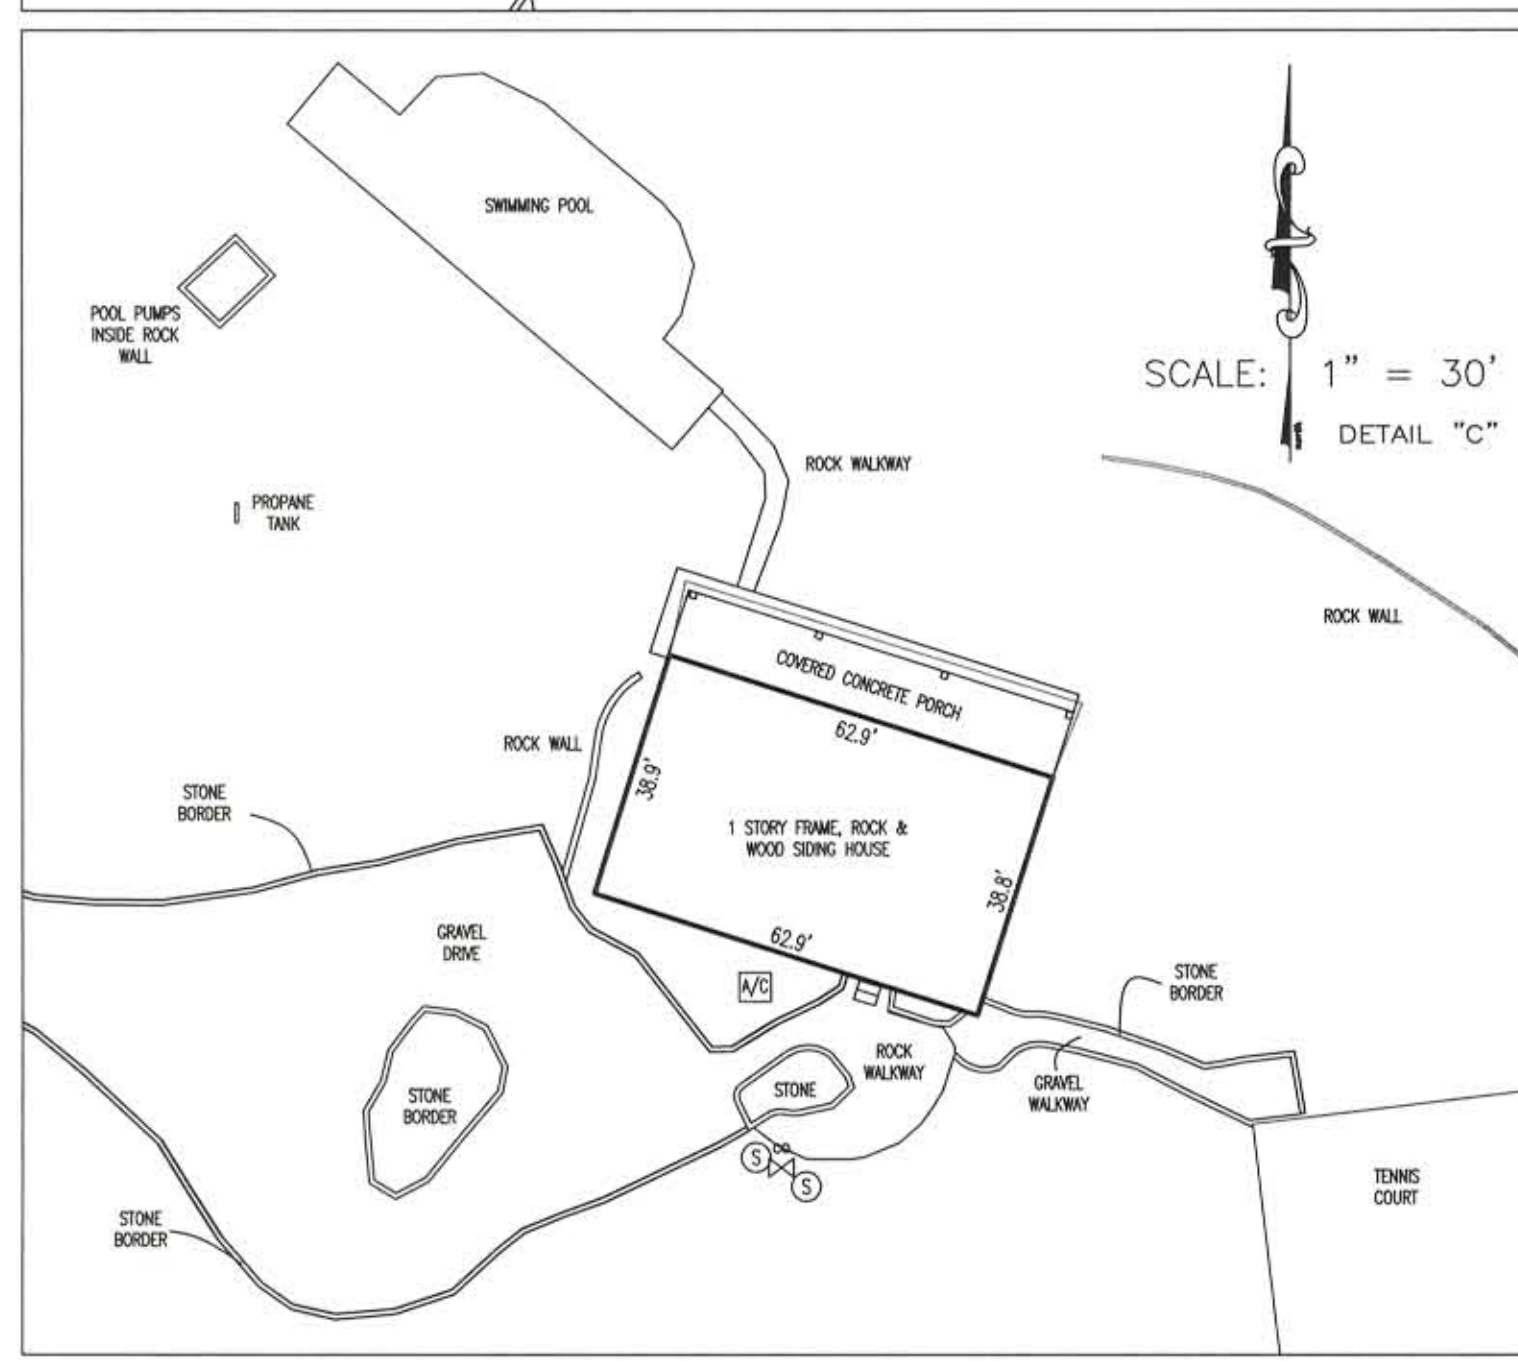 SWIMMING POOL
POOL PUMPS
INSIDE ROCK
WALL
SCALE: 1" = 30'
north
DETAIL "C"
ROCK WALKWAY
PROPANE
TANK
ROCK WALL
COVERED CONCRETE PORCH
62.9'
ROCK WALL
38.9'
STONE
BORDER
1 STORY FRAME, ROCK &
WOOD SIDING HOUSE
38.8'
62.9'
GRAVEL
DRIVE
A/C
STONE
BORDER
ROCK
WALKWAY
STONE
GRAVEL
WALKWAY
STONE
BORDER
S
S
TENNIS
COURT
STONE
BORDER